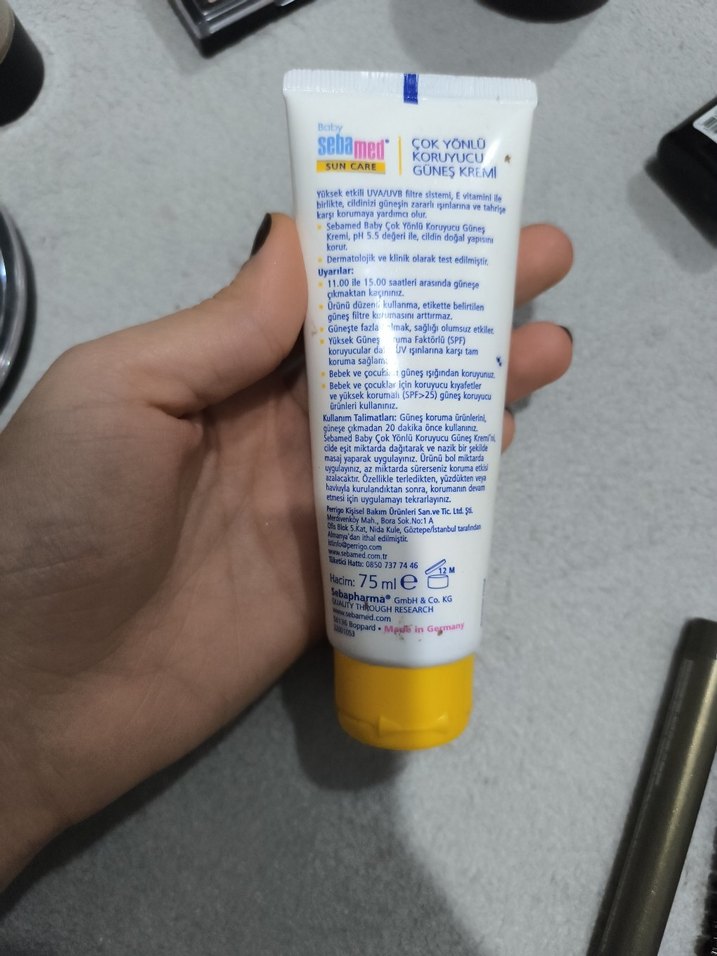 Baby
sebamed®
SUN CARE
ÇOK YÖNLÜ
KORUYUCU
GÜNEŞ KREMİ
Yüksek etkili UVA/UVB filtre sistemi, E vitamini ile
birlikte, cildinizi güneşin zararlı ışınlarına ve tahrişe
karşı korumaya yardımcı olur.
Sebamed Baby Çok Yönlü Koruyucu Güneş
Kremi, pH 5.5 değeri ile, cildin doğal yapısını
korur.
Dermatolojik ve klinik olarak test edilmiştir.
Uyarılar:
11.00 ile 15.00 saatleri arasında güneşe
çıkmaktan kaçınınız.
Ürünü düzenli kullanma, etikette belirtilen
güneş filtre korumasını arttırmaz.
Güneşte fazla kalmak, sağlığı olumsuz etkiler.
Yüksek Güneş Koruma Faktörlü (SPF)
koruyucular dahi UV ışınlarına karşı tam
koruma sağlamaz.
Bebek ve çocukları güneş ışığından koruyunuz.
Bebek ve çocuklar için koruyucu kıyafetler
ve yüksek korumalı (SPF>25) güneş koruyucu
ürünleri kullanınız.
Kullanım Talimatları: Güneş koruma ürünlerini,
güneşe çıkmadan 20 dakika önce kullanınız.
Sebamed Baby Çok Yönlü Koruyucu Güneş Kremi'ni,
cilde eşit miktarda dağıtarak ve nazik bir şekilde
masaj yaparak uygulayınız. Ürünü bol miktarda
uygulayınız, az miktarda sürerseniz koruma etkisi
azalacaktır. Özellikle terledikten, yüzdükten veya
havluyla kurulandıktan sonra, korumanın devam
etmesi için uygulamayı tekrarlayınız.
Perrigo Kişisel Bakım Ürünleri San.ve Tic. Ltd. Şti.
Merdivenköy Mah., Bora Sok.No:1 A
Ofis Blok 5.Kat, Nida Kule, Göztepe/İstanbul tarafından
Almanya'dan ithal edilmiştir.
istinfo@perrigo.com
www.sebamed.com.tr
Tüketici Hattı: 0850 737 74 46
12 M
Hacim: 75 ml e
Sebapharma® GmbH & Co. KG
QUALITY THROUGH RESEARCH
www.sebamed.com
56136 Boppard • Made in Germany